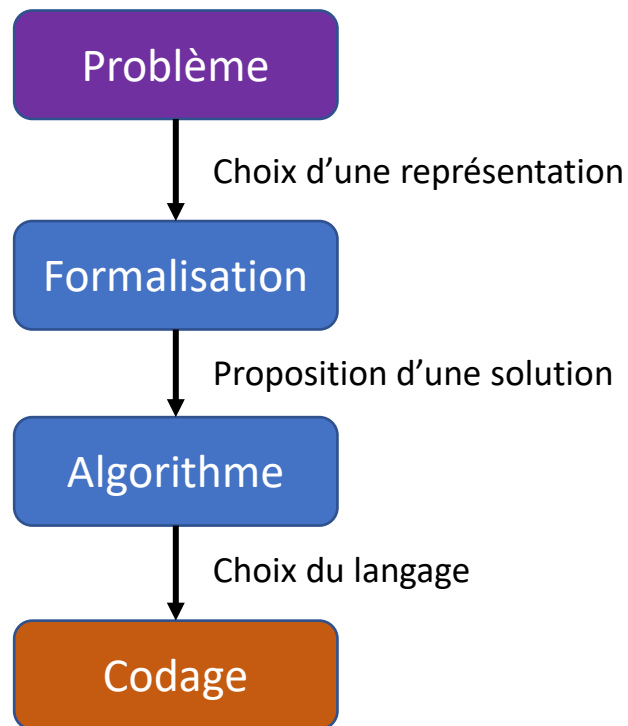 Problème
Choix d’une représentation
Formalisation
Proposition d’une solution
Algorithme
Choix du langage
Codage